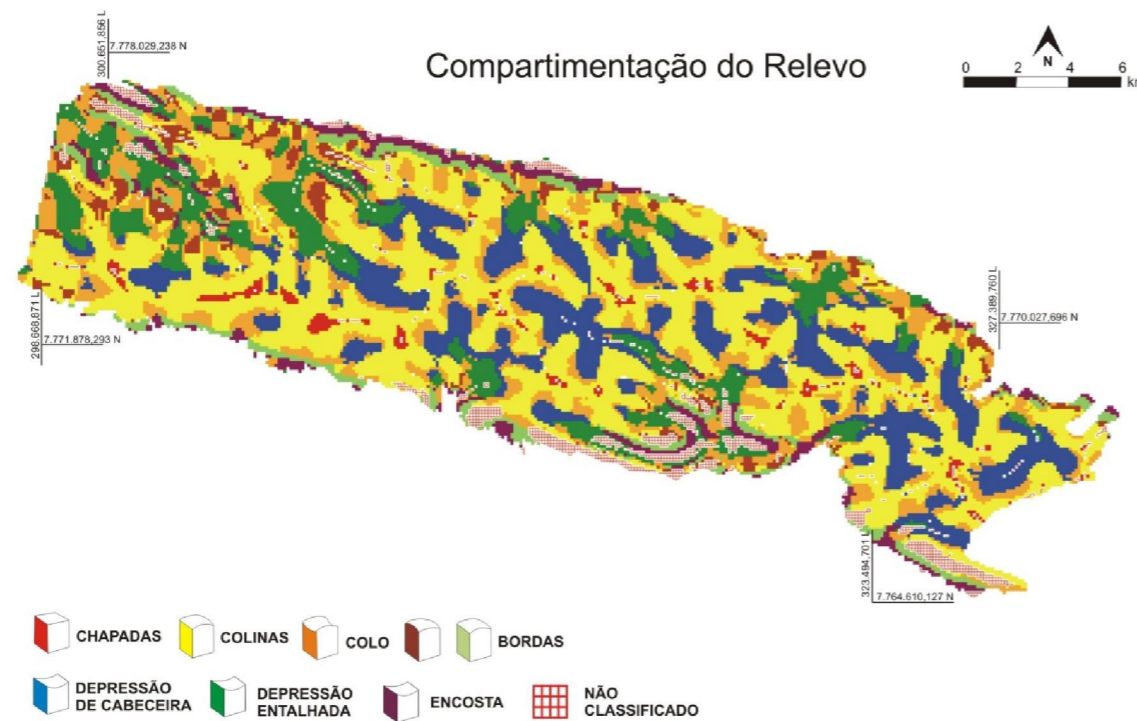 300.651,856 L
7.778.029,238 N
Compartimentação do Relevo
N
0 2 4 6
km
327.389,760 L
7.770.027,696 N
296.668,871 L
7.771.878,293 N
323.494,701 L
7.764.610,127 N
CHAPADAS
COLINAS
COLO
BORDAS
DEPRESSÃO
DE CABECEIRA
DEPRESSÃO
ENTALHADA
ENCOSTA
NÃO
CLASSIFICADO